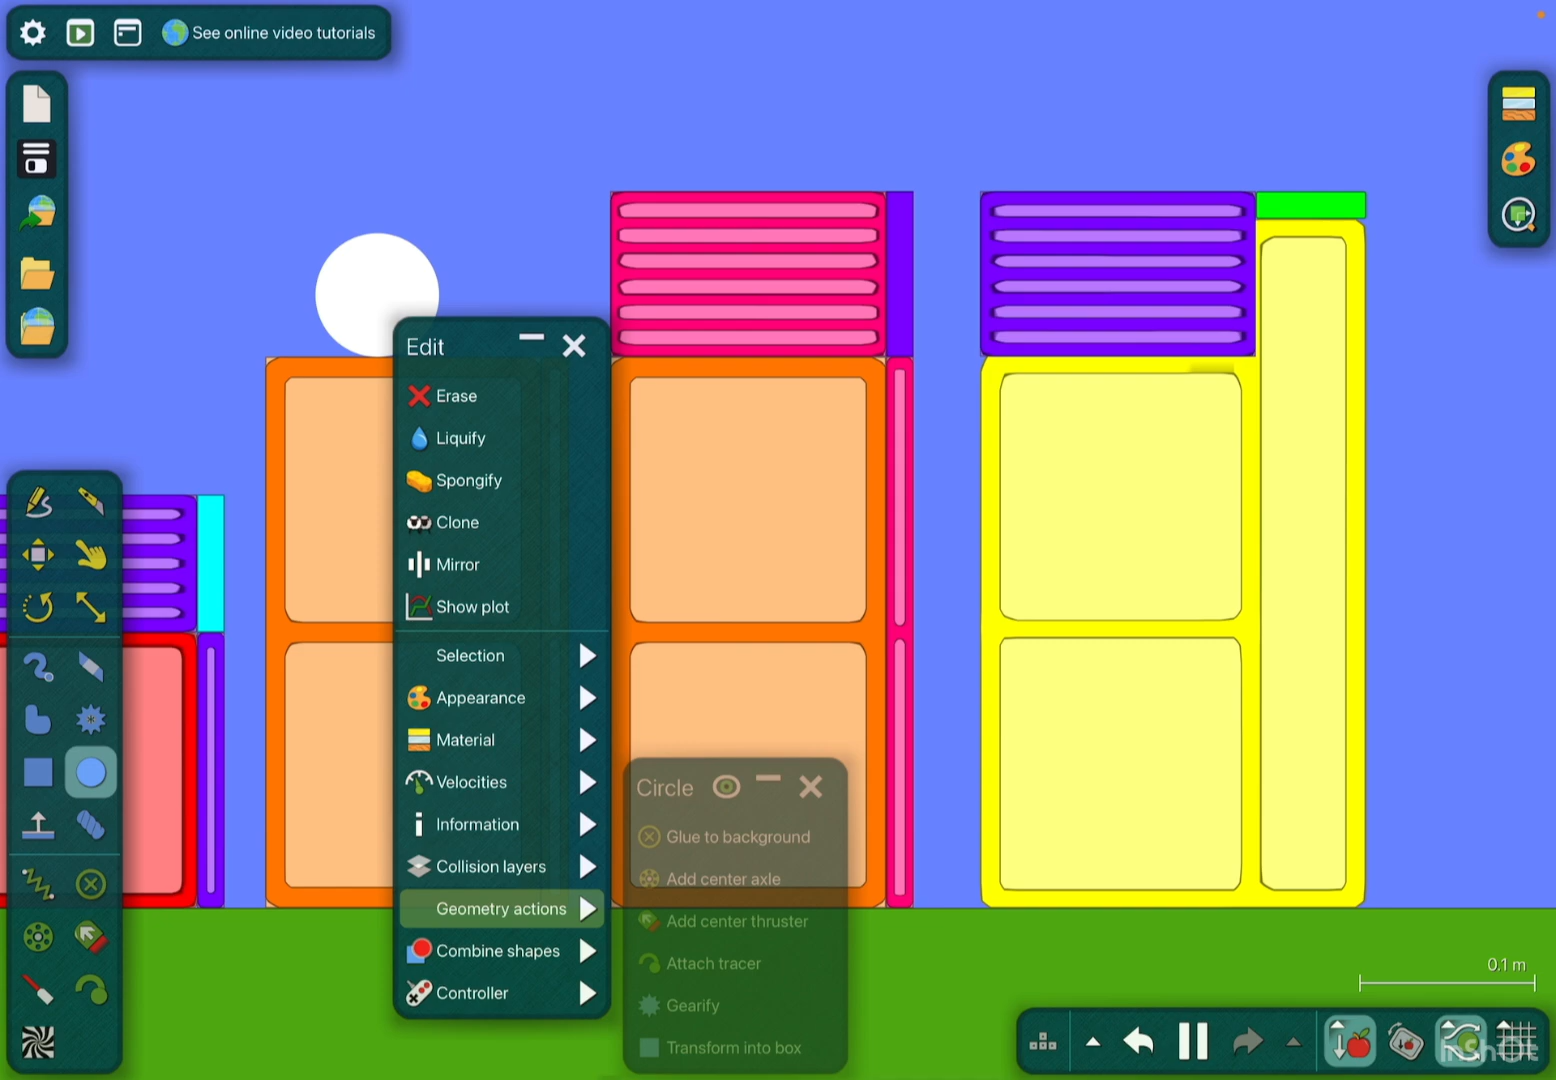 See online video tutorials
Edit
Erase
Liquify
Spongify
Clone
Mirror
Show plot
Selection
Appearance
Material
Velocities
Information
Collision layers
Geometry actions
Combine shapes
Controller
Circle
Glue to background
Add center axle
Add center thruster
Attach tracer
Gearify
Transform into box
0.1 m
InShOt